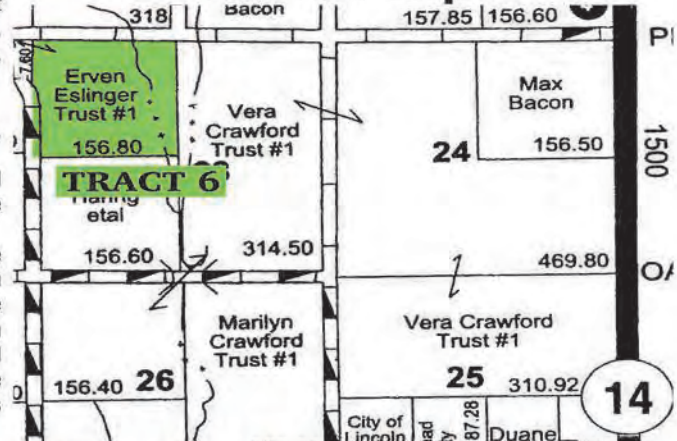 318
Bacon
157.85
156.60
7.60
Erven
Eslinger
Trust #1
156.80
Vera
Crawford
Trust #1
Max
Bacon
24
156.50
1500
TRACT 6
etal
156.60
314.50
469.80
Marilyn
Crawford
Trust #1
Vera Crawford
Trust #1
156.40
26
25
310.92
14
City of
Lincoln
87.28
Duane